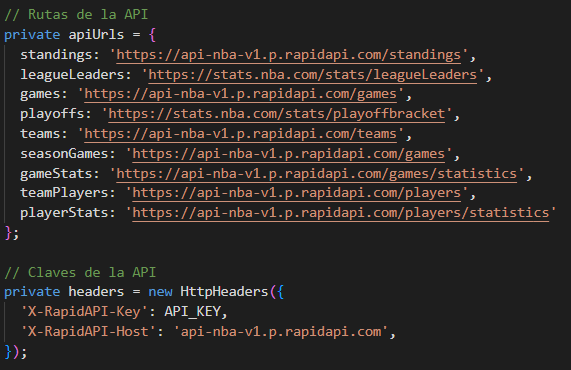 // Rutas de la API
private apiUrls = {
  standings: 'https://api-nba-v1.p.rapidapi.com/standings',
  leagueLeaders: 'https://stats.nba.com/stats/leagueLeaders',
  games: 'https://api-nba-v1.p.rapidapi.com/games',
  playoffs: 'https://stats.nba.com/stats/playoffbracket',
  teams: 'https://api-nba-v1.p.rapidapi.com/teams',
  seasonGames: 'https://api-nba-v1.p.rapidapi.com/games',
  gameStats: 'https://api-nba-v1.p.rapidapi.com/games/statistics',
  teamPlayers: 'https://api-nba-v1.p.rapidapi.com/players',
  playerStats: 'https://api-nba-v1.p.rapidapi.com/players/statistics'
};
// Claves de la API
private headers = new HttpHeaders({
  'X-RapidAPI-Key': API_KEY,
  'X-RapidAPI-Host': 'api-nba-v1.p.rapidapi.com',
});